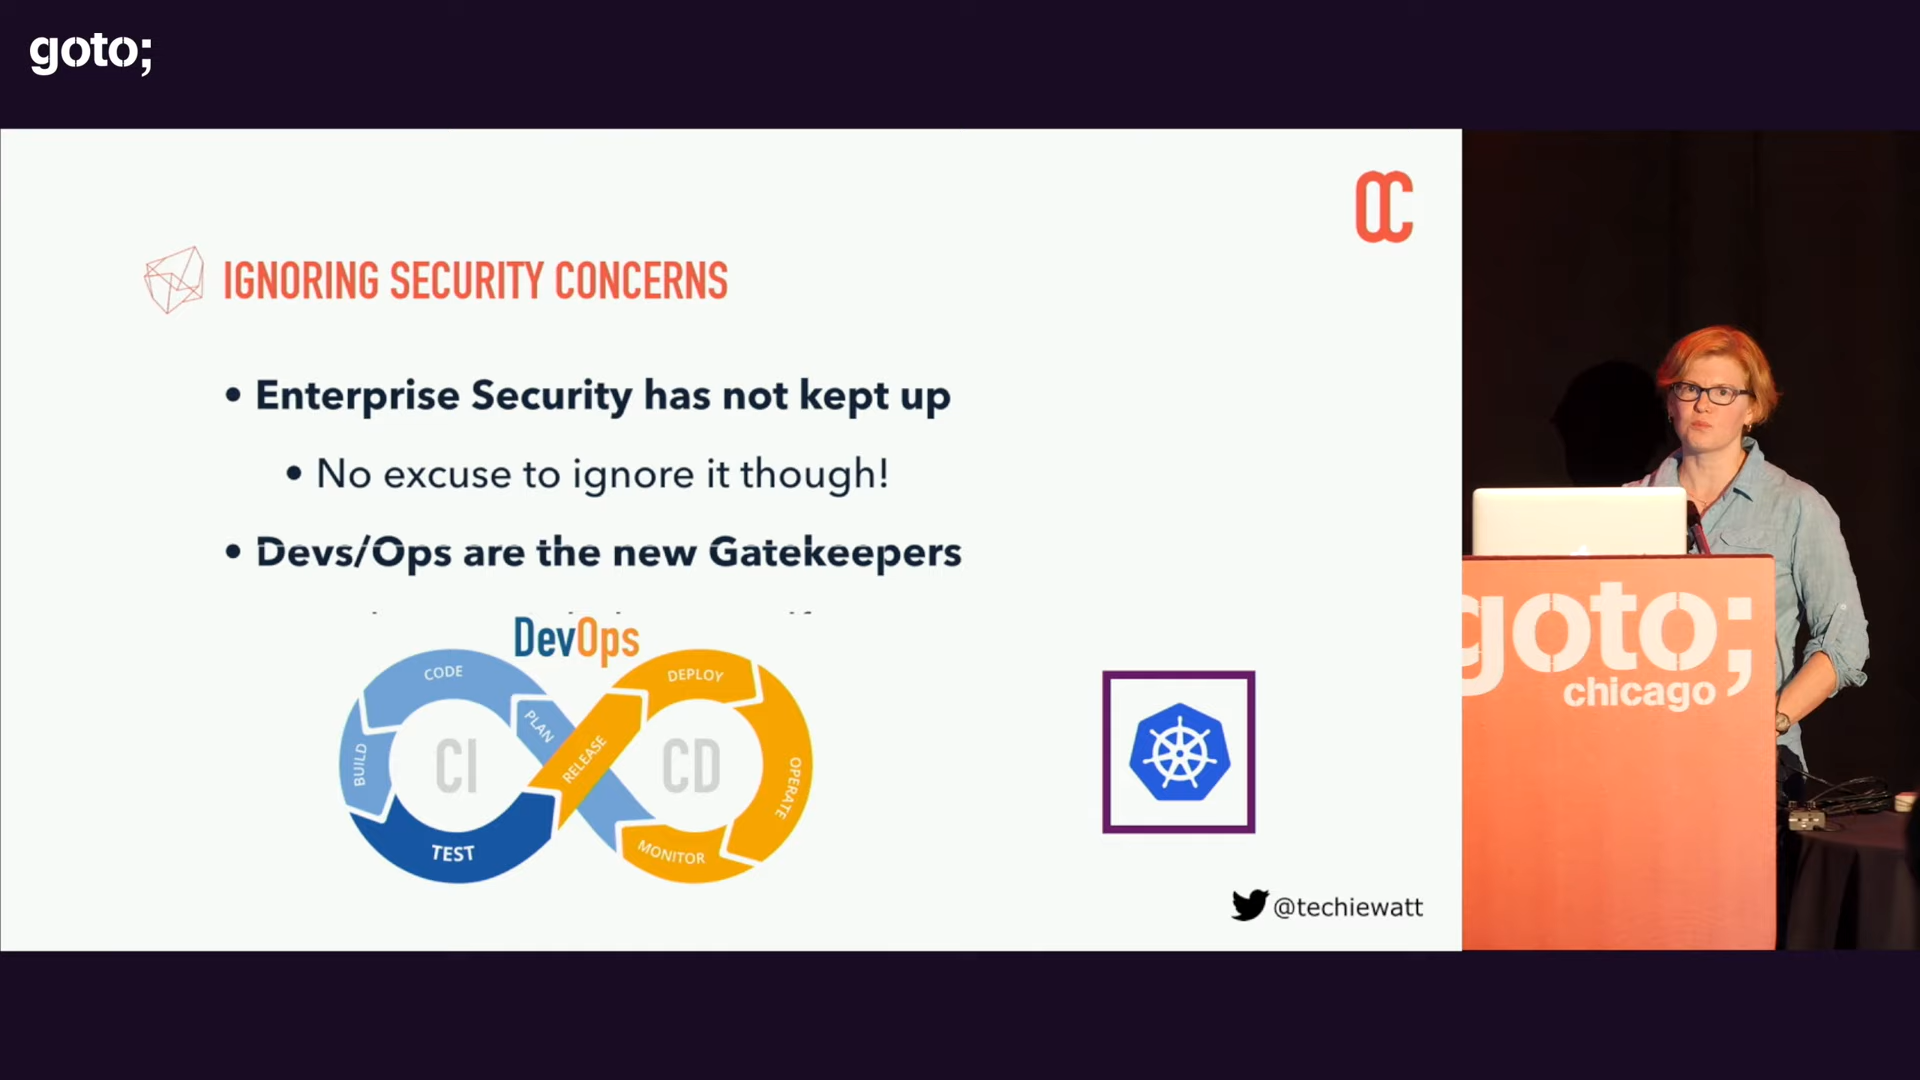 goto;
IGNORING SECURITY CONCERNS
• Enterprise Security has not kept up
• No excuse to ignore it though!
• Devs/Ops are the new Gatekeepers
DevOps
CODE
DEPLOY
PLAN
BUILD
CI
RELEASE
CD
OPERATE
TEST
MONITOR
@techiewatt
goto;
chicago